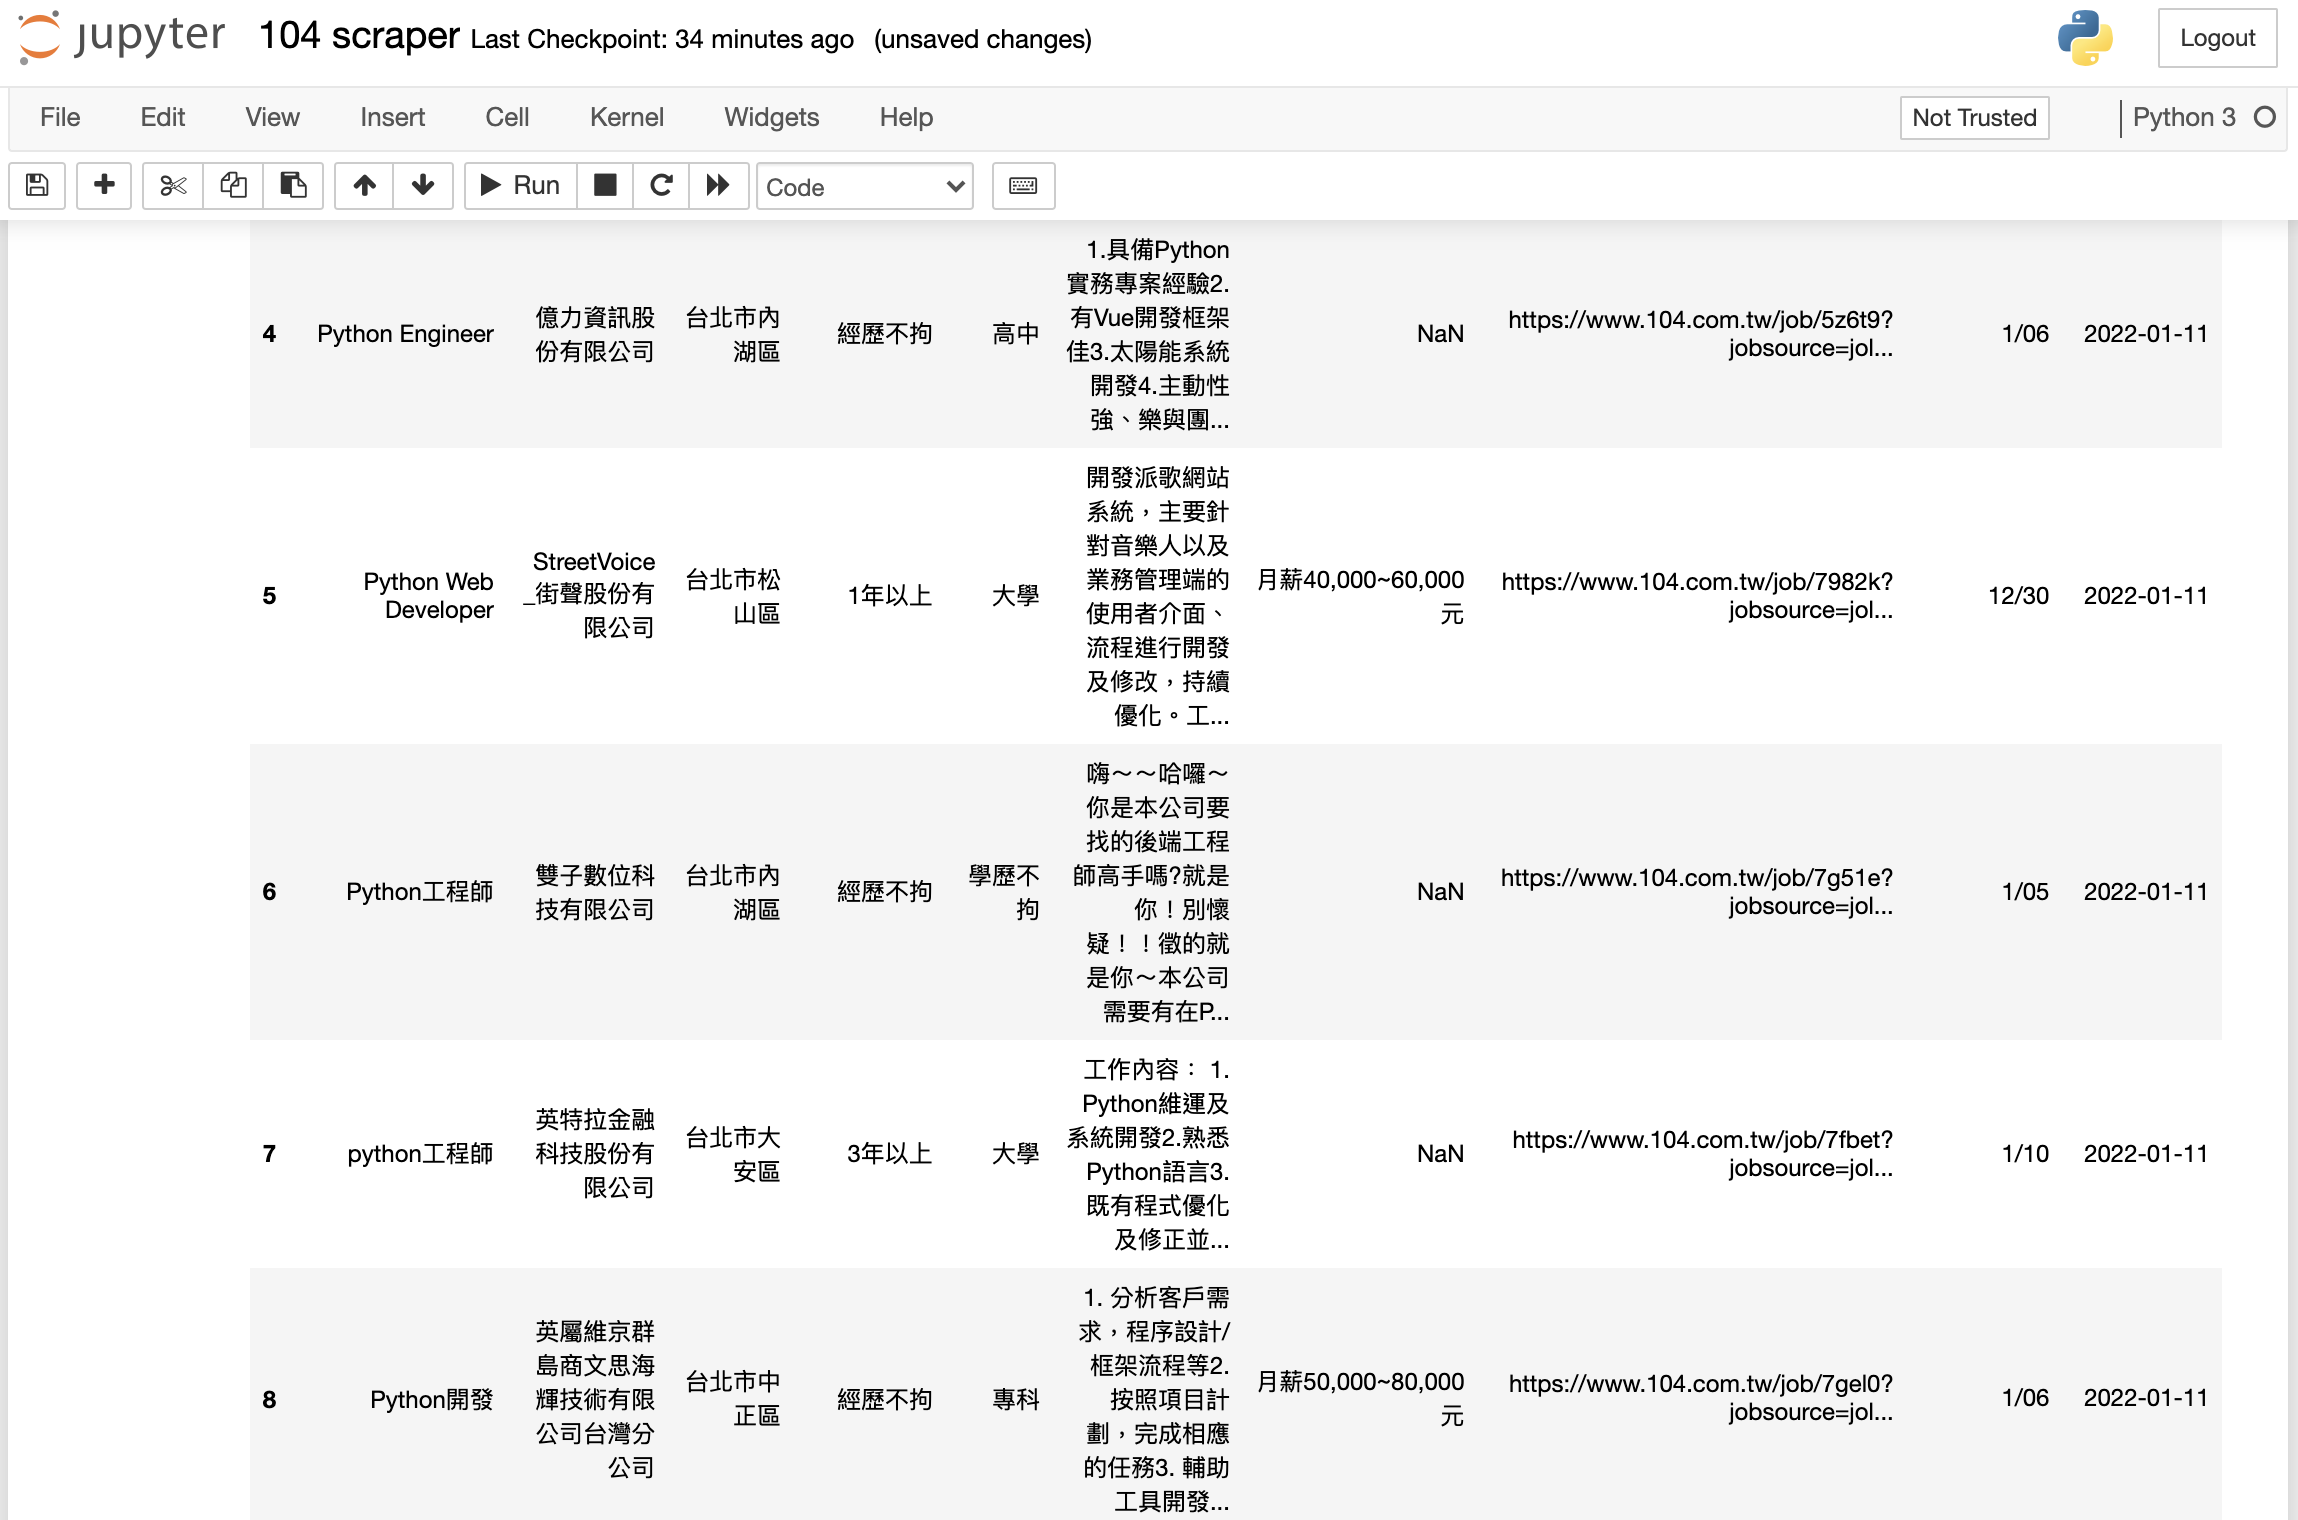 jupyter 104 scraper Last Checkpoint: 34 minutes ago (unsaved changes)
Logout
File Edit View Insert Cell Kernel Widgets Help
Not Trusted
Python 3
Run
Code
4
Python Engineer
億力資訊股
份有限公司
台北市內
湖區
經歷不拘
高中
1.具備Python
實務專案經驗2.
有Vue開發框架
佳3.太陽能系統
開發4.主動性
強、樂與團...
NaN
https://www.104.com.tw/job/5z6t9?
jobsource=jol...
1/06
2022-01-11
5
Python Web
Developer
StreetVoice
_街聲股份有
限公司
台北市松
山區
1年以上
大學
開發派歌網站
系統，主要針
對音樂人以及
業務管理端的
使用者介面、
流程進行開發
及修改，持續
優化。工...
月薪40,000~60,000
元
https://www.104.com.tw/job/7982k?
jobsource=jol...
12/30
2022-01-11
6
Python工程師
雙子數位科
技有限公司
台北市內
湖區
經歷不拘
學歷不
拘
嗨～～哈囉～
你是本公司要
找的後端工程
師高手嗎?就是
你！別懷
疑！！徵的就
是你～本公司
需要有在P...
NaN
https://www.104.com.tw/job/7g51e?
jobsource=jol...
1/05
2022-01-11
7
python工程師
英特拉金融
科技股份有
限公司
台北市大
安區
3年以上
大學
工作內容： 1.
Python維運及
系統開發2.熟悉
Python語言3.
既有程式優化
及修正並...
NaN
https://www.104.com.tw/job/7fbet?
jobsource=jol...
1/10
2022-01-11
8
Python開發
英屬維京群
島商文思海
輝技術有限
公司台灣分
公司
台北市中
正區
經歷不拘
專科
1. 分析客戶需
求，程序設計/
框架流程等2.
按照項目計
劃，完成相應
的任務3. 輔助
工具開發...
月薪50,000~80,000
元
https://www.104.com.tw/job/7gel0?
jobsource=jol...
1/06
2022-01-11